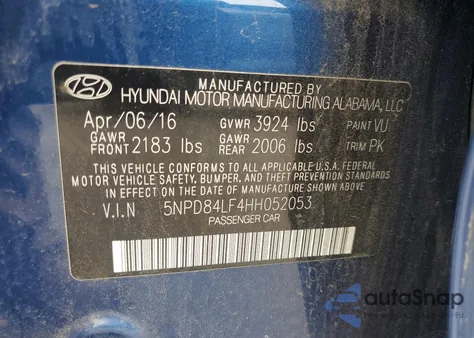 MANUFACTURED BY
HYUNDAI MOTOR MANUFACTURING ALABAMA, LLC
Apr/06/16 GVWR 3924 lbs PAINT VU
GAWR FRONT 2183 lbs GAWR REAR 2006 lbs TRIM PK
THIS VEHICLE CONFORMS TO ALL APPLICABLE U.S.A. FEDERAL
MOTOR VEHICLE SAFETY, BUMPER, AND THEFT PREVENTION
STANDARDS IN EFFECT ON THE DATE OF MANUFACTURE SHOWN ABOVE.
V.I.N 5NPD84LF4HH052053
PASSENGER CAR
autoSnap